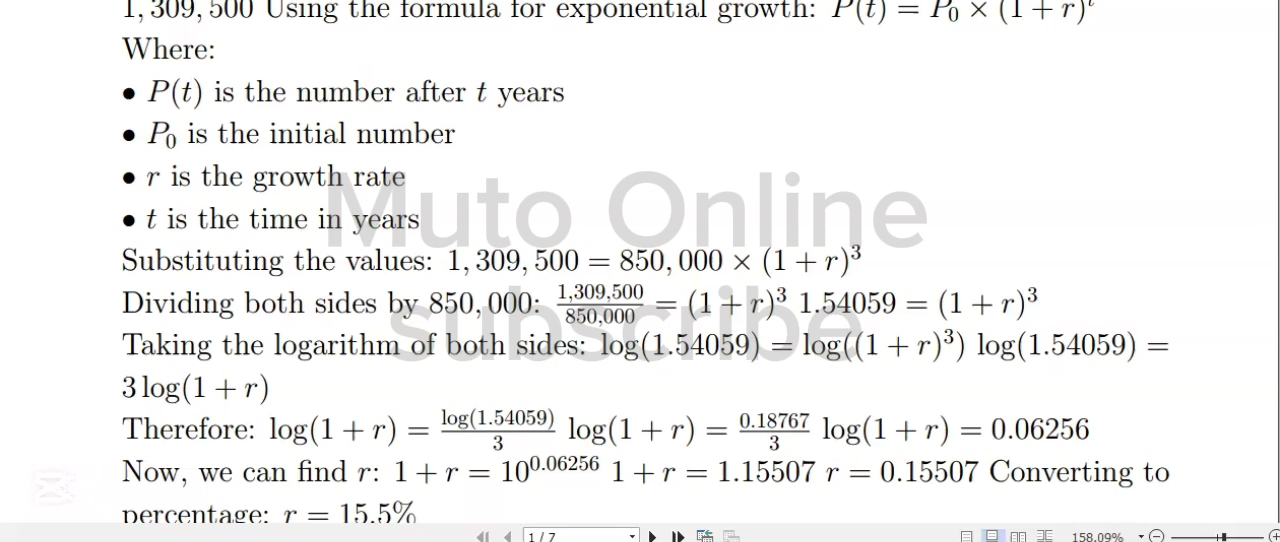 1, 309, 500 Using the formula for exponential growth: P(t) = P₀ × (1 + r)ᵗ
Where:
• P(t) is the number after t years
• P₀ is the initial number
• r is the growth rate
• t is the time in years
Substituting the values: 1, 309, 500 = 850, 000 × (1 + r)³
Dividing both sides by 850, 000: 1,309,500/850,000 = (1 + r)³ 1.54059 = (1 + r)³
Taking the logarithm of both sides: log(1.54059) = log((1 + r)³) log(1.54059) =
3 log(1 + r)
Therefore: log(1 + r) = log(1.54059)/3 log(1 + r) = 0.18767/3 log(1 + r) = 0.06256
Now, we can find r: 1 + r = 10^0.06256 1 + r = 1.15507 r = 0.15507 Converting to
percentage: r = 15.5%
Muto Online
subscribe
1 / 7
158.09%